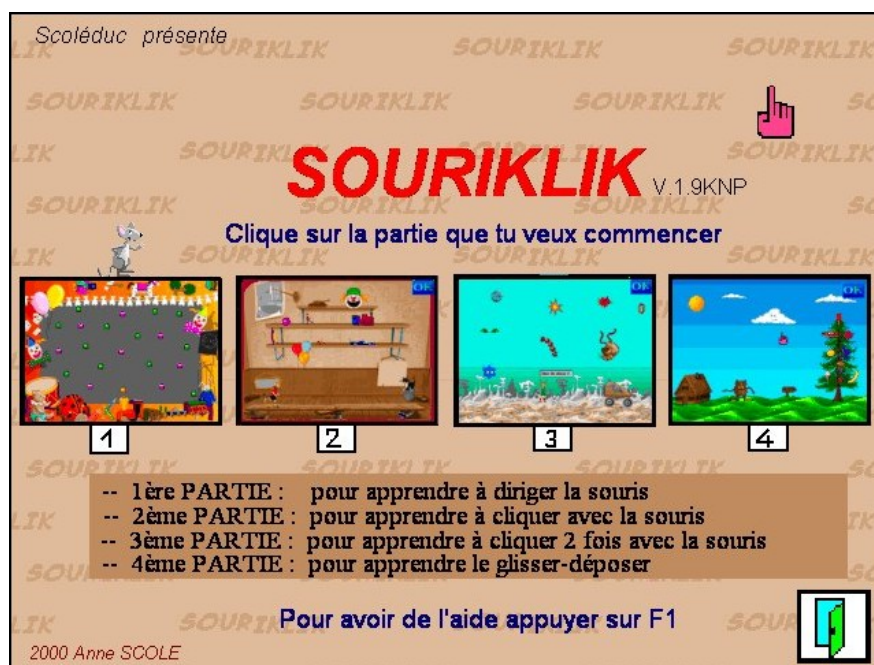 Scoléduc présente
SOURIKLIK V.1.9KNP
Clique sur la partie que tu veux commencer
OK OK OK
1 2 3 4
-- 1ère PARTIE : pour apprendre à diriger la souris
-- 2ème PARTIE : pour apprendre à cliquer avec la souris
-- 3ème PARTIE : pour apprendre à cliquer 2 fois avec la souris
-- 4ème PARTIE : pour apprendre le glisser-déposer
Pour avoir de l'aide appuyer sur F1
2000 Anne SCOLE